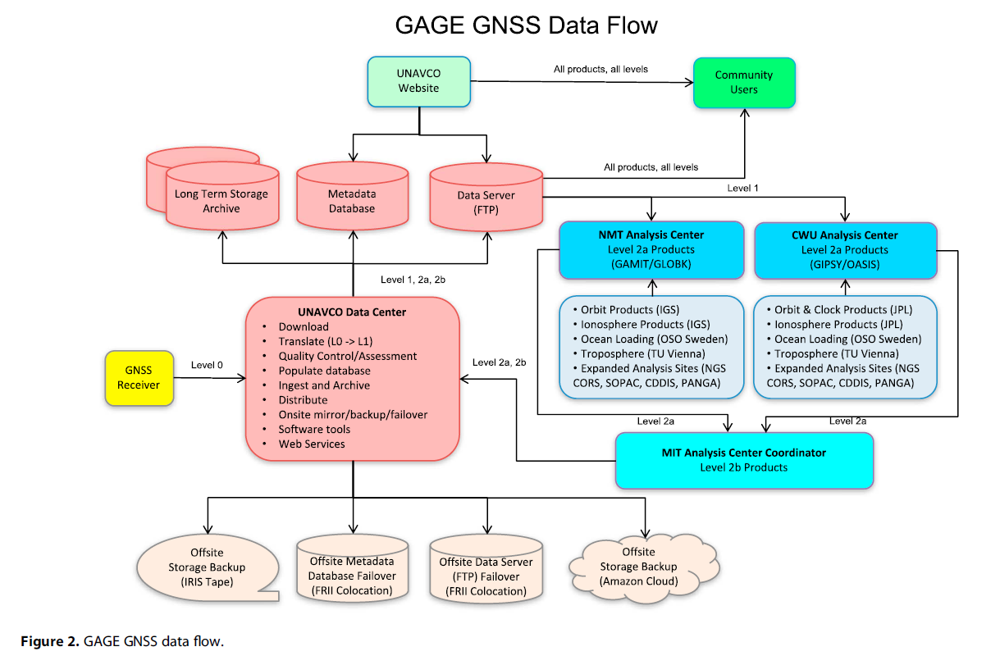 GAGE GNSS Data Flow
UNAVCO
Website
All products, all levels
Community
Users
Long Term Storage
Archive
Metadata
Database
Data Server
(FTP)
All products, all levels
Level 1
NMT Analysis Center
Level 2a Products
(GAMIT/GLOBK)
CWU Analysis Center
Level 2a Products
(GIPSY/OASIS)
Level 1, 2a, 2b
• Orbit Products (IGS)
• Ionosphere Products (IGS)
• Ocean Loading (OSO Sweden)
• Troposphere (TU Vienna)
• Expanded Analysis Sites (NGS
CORS, SOPAC, CDDIS, PANGA)
• Orbit & Clock Products (JPL)
• Ionosphere Products (JPL)
• Ocean Loading (OSO Sweden)
• Troposphere (TU Vienna)
• Expanded Analysis Sites (NGS
CORS, SOPAC, CDDIS, PANGA)
GNSS
Receiver
Level 0
UNAVCO Data Center
• Download
• Translate (L0 -> L1)
• Quality Control/Assessment
• Populate database
• Ingest and Archive
• Distribute
• Onsite mirror/backup/failover
• Software tools
• Web Services
Level 2a, 2b
Level 2a
Level 2a
MIT Analysis Center Coordinator
Level 2b Products
Offsite
Storage Backup
(IRIS Tape)
Offsite Metadata
Database Failover
(FRII Colocation)
Offsite Data Server
(FTP) Failover
(FRII Colocation)
Offsite
Storage Backup
(Amazon Cloud)
Figure 2. GAGE GNSS data flow.